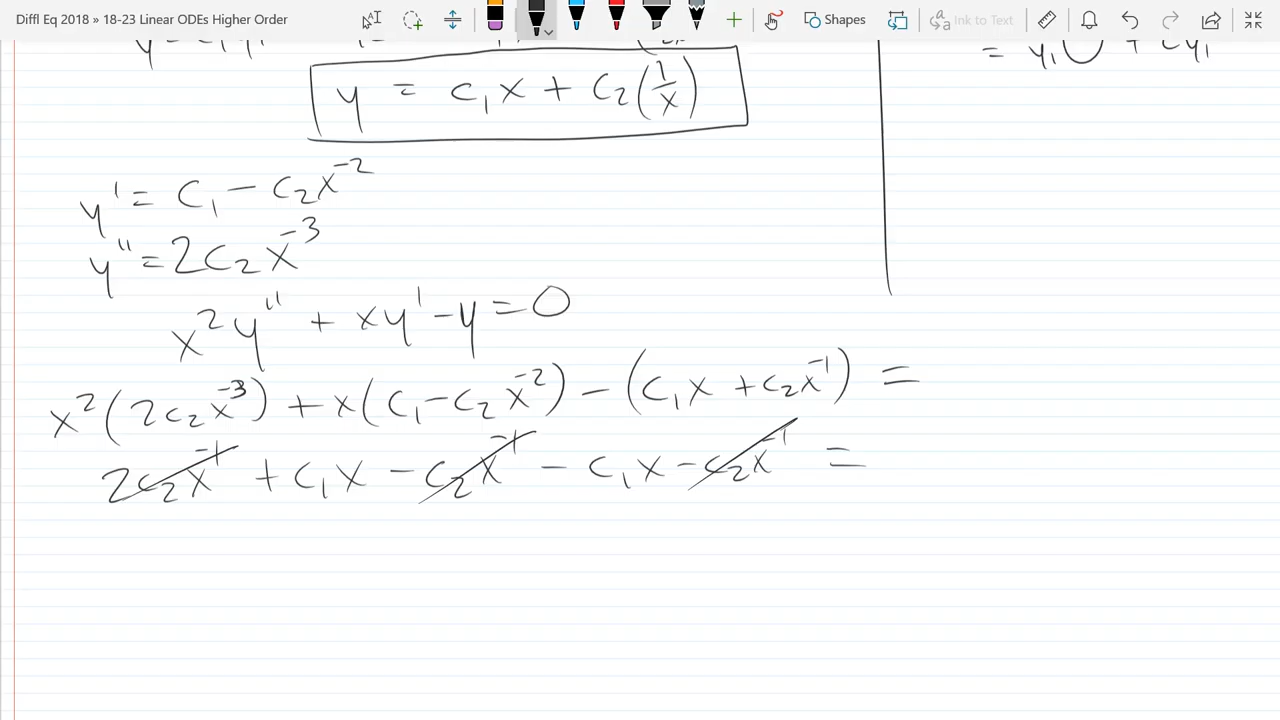 Diffl Eq 2018 » 18-23 Linear ODEs Higher Order
Shapes
Ink to Text
= y₁∪ + cy₁
y = c₁x + c₂(1/x)
y' = c₁ - c₂x⁻²
y'' = 2c₂x⁻³
x²y'' + xy' - y = 0
x²(2c₂x⁻³) + x(c₁ - c₂x⁻²) - (c₁x + c₂x⁻¹) =
2c₂x⁻¹ + c₁x - c₂x⁻¹ - c₁x - c₂x⁻¹ =